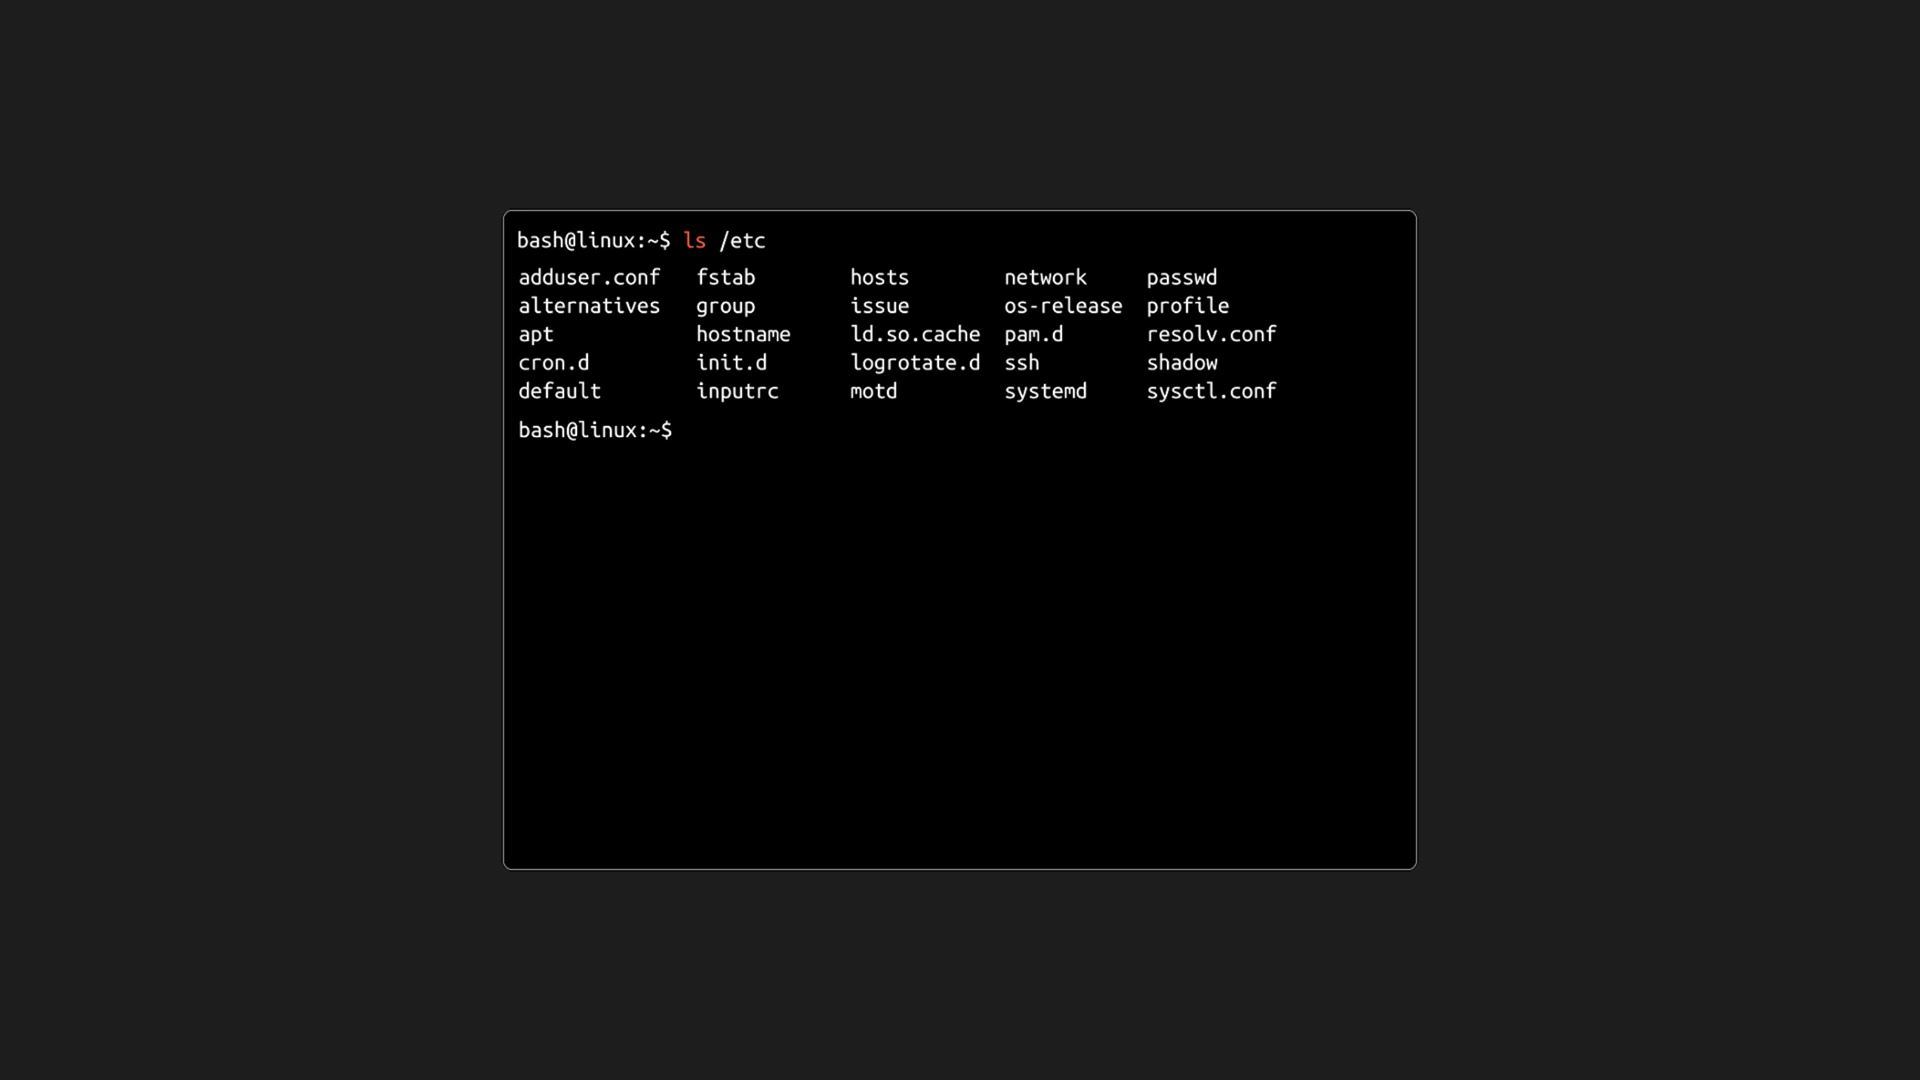 bash@linux:~$ ls /etc
adduser.conf fstab hosts network passwd
alternatives group issue os-release profile
apt hostname ld.so.cache pam.d resolv.conf
cron.d init.d logrotate.d ssh shadow
default inputrc motd systemd sysctl.conf
bash@linux:~$